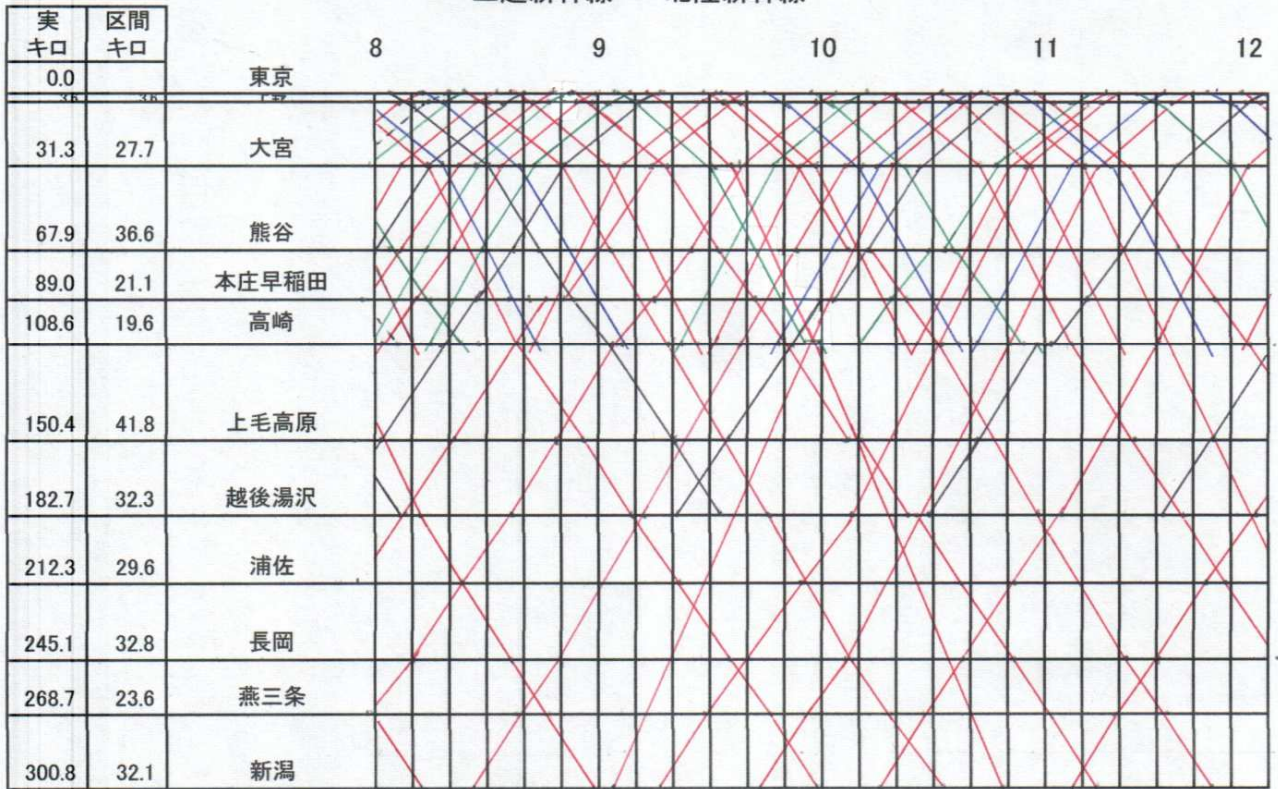 実キロ 区間キロ 8 9 10 11 12
0.0 東京
31.3 27.7 大宮
67.9 36.6 熊谷
89.0 21.1 本庄早稲田
108.6 19.6 高崎
150.4 41.8 上毛高原
182.7 32.3 越後湯沢
212.3 29.6 浦佐
245.1 32.8 長岡
268.7 23.6 燕三条
300.8 32.1 新潟